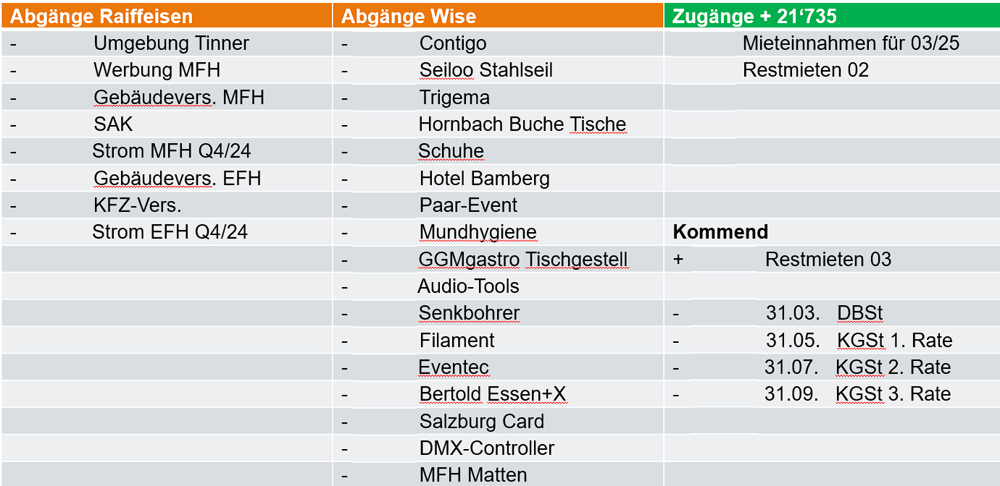 Abgänge Raiffeisen Abgänge Wise Zugänge + 21‘735
- Umgebung Tinner - Contigo Mieteinnahmen für 03/25
- Werbung MFH - Seiloo Stahlseil Restmieten 02
- Gebäudevers. MFH - Trigema
- SAK - Hornbach Buche Tische
- Strom MFH Q4/24 - Schuhe
- Gebäudevers. EFH - Hotel Bamberg
- KFZ-Vers. - Paar-Event
- Strom EFH Q4/24 - Mundhygiene Kommend
- GGMgastro Tischgestell + Restmieten 03
- Audio-Tools
- Senkbohrer - 31.03. DBSt
- Filament - 31.05. KGSt 1. Rate
- Eventec - 31.07. KGSt 2. Rate
- Bertold Essen+X - 31.09. KGSt 3. Rate
- Salzburg Card
- DMX-Controller
- MFH Matten